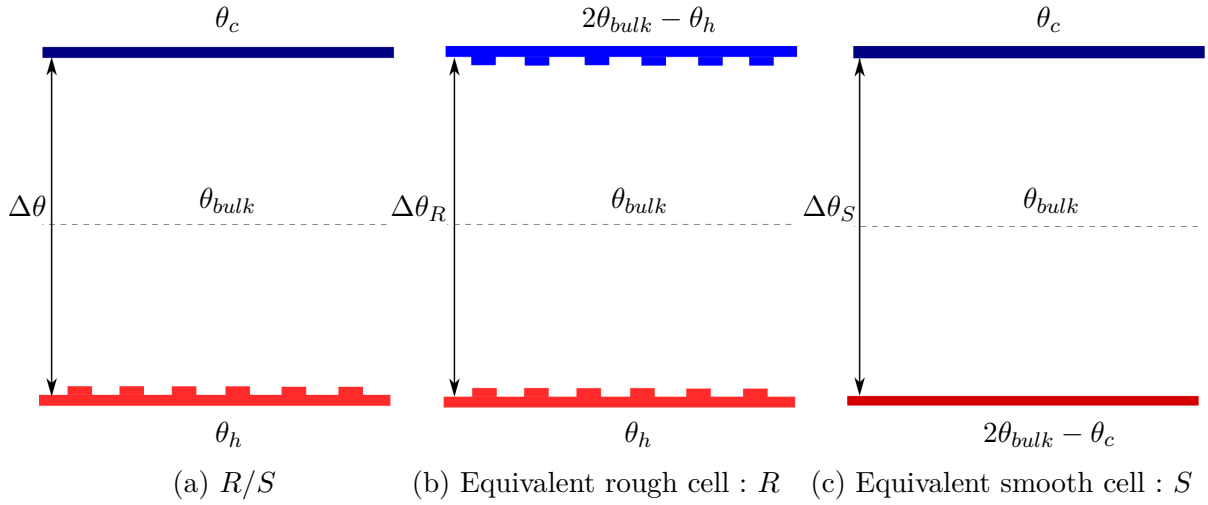 θ_c
2θ_bulk − θ_h
θ_c
Δθ
θ_bulk
Δθ_R
θ_bulk
Δθ_S
θ_bulk
θ_h
θ_h
2θ_bulk − θ_c
(a) R/S
(b) Equivalent rough cell : R
(c) Equivalent smooth cell : S